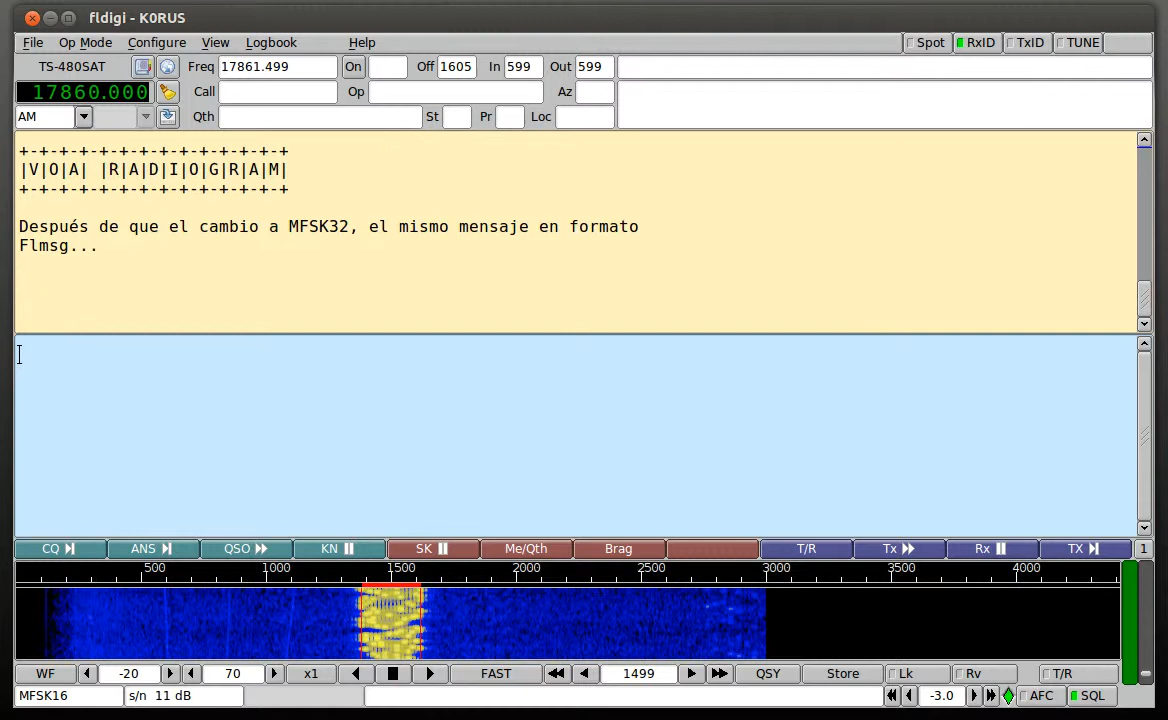 fldigi - K0RUS
File Op Mode Configure View Logbook Help Spot RxID TxID TUNE
TS-480SAT Freq 17861.499 On Off 1605 In 599 Out 599
17860.000 Call Op Az
AM Qth St Pr Loc
+-+-+-+-+-+-+-+-+-+-+-+-+-+
|V|O|A| |R|A|D|I|O|G|R|A|M|
+-+-+-+-+-+-+-+-+-+-+-+-+-+
Después de que el cambio a MFSK32, el mismo mensaje en formato
Flmsg...
CQ ANS QSO KN SK Me/Qth Brag T/R Tx Rx TX 1
500 1000 1500 2000 2500 3000 3500 4000
WF -20 70 x1 FAST 1499 QSY Store Lk Rv T/R
MFSK16 s/n 11 dB -3.0 AFC SQL